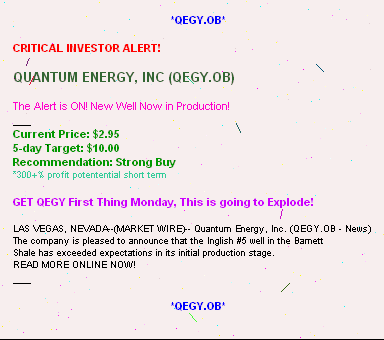 *QEGY.OB*
CRITICAL INVESTOR ALERT!
QUANTUM ENERGY, INC (QEGY.OB)
The Alert is ON! New Well Now in Production!
Current Price: $2.95
5-day Target: $10.00
Recommendation: Strong Buy
*300+% profit potentential short term
GET QEGY First Thing Monday, This is going to Explode!
LAS VEGAS, NEVADA--(MARKET WIRE)-- Quantum Energy, Inc. (QEGY.OB - News)
The company is pleased to announce that the Inglish #5 well in the Barnett
Shale has exceeded expectations in its initial production stage.
READ MORE ONLINE NOW!
*QEGY.OB*